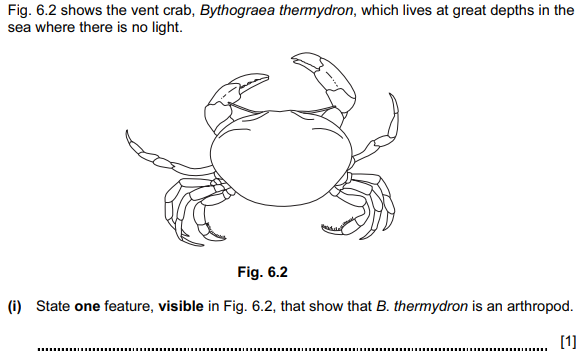 Fig. 6.2 shows the vent crab, Bythograea thermydron, which lives at great depths in the
sea where there is no light.
Fig. 6.2
(i) State one feature, visible in Fig. 6.2, that show that B. thermydron is an arthropod.
[1]